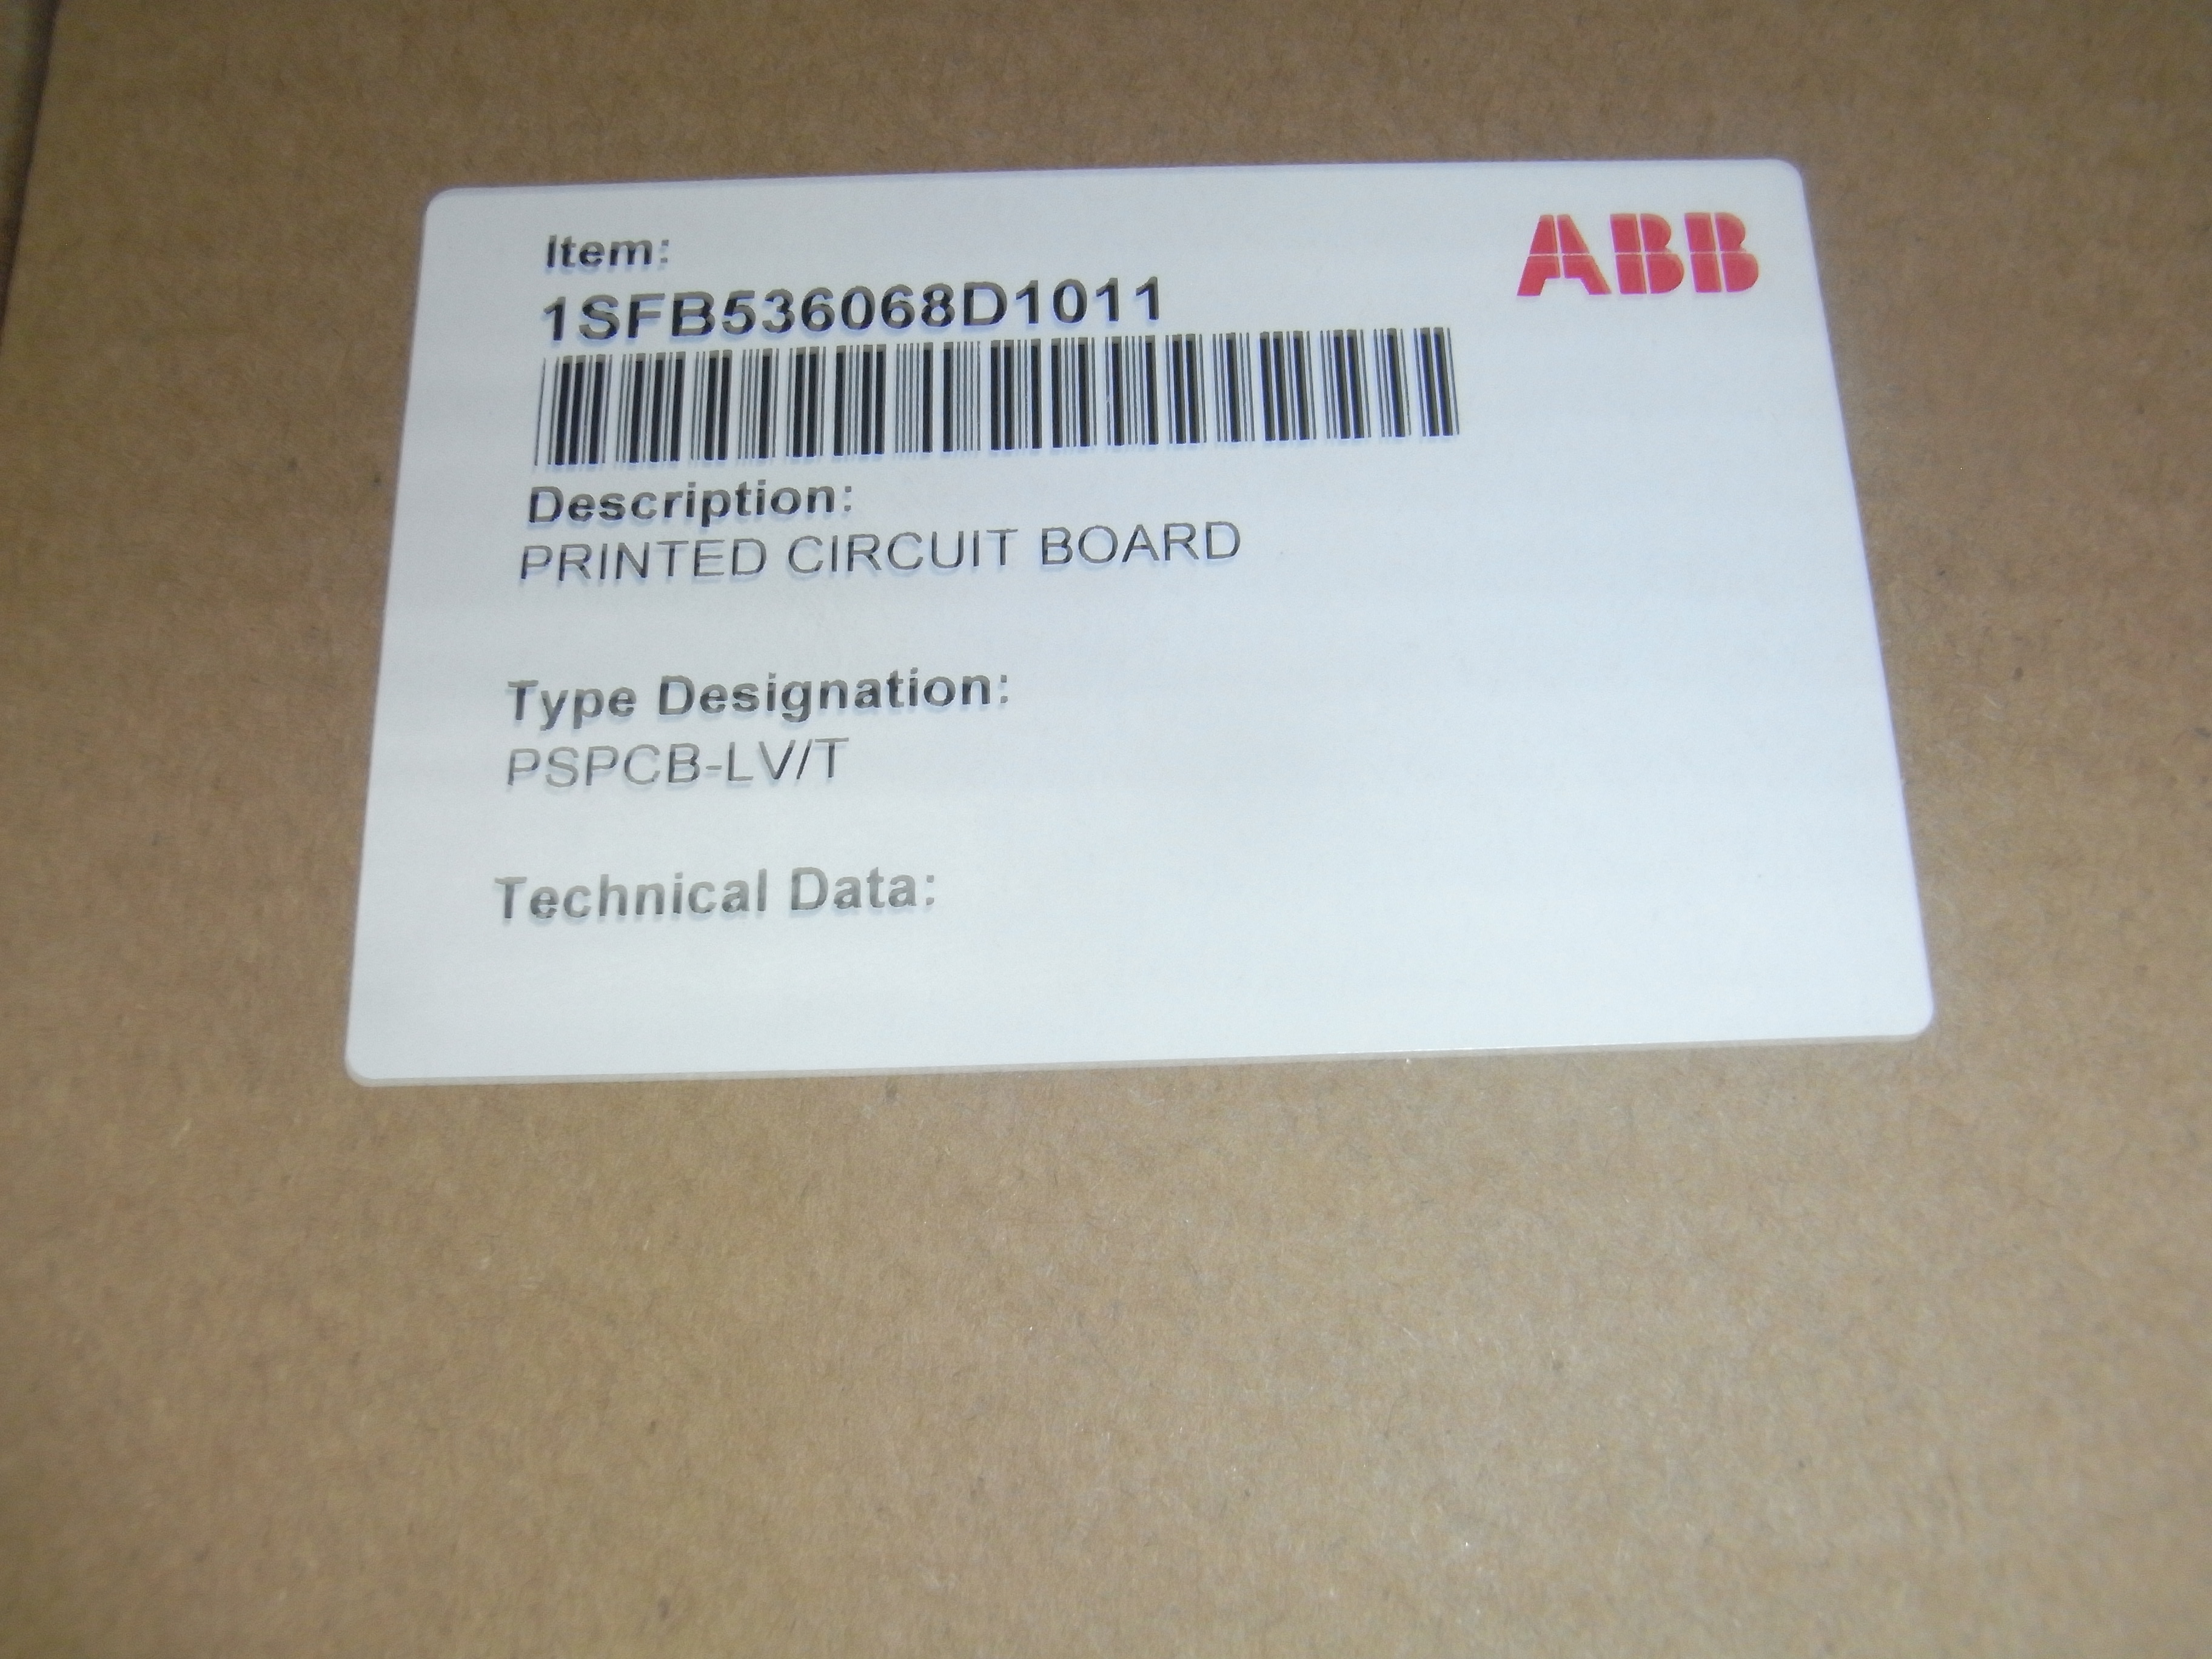 Item:
ABB
1SFB536068D1011
Description:
PRINTED CIRCUIT BOARD
Type Designation:
PSPCB-LV/T
Technical Data: